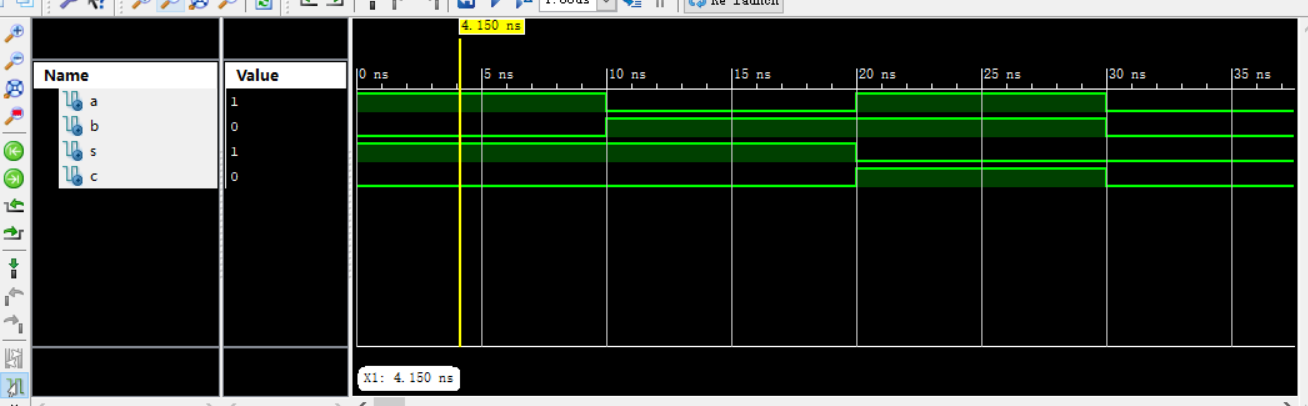 4.150 ns
Name Value
0 ns 5 ns 10 ns 15 ns 20 ns 25 ns 30 ns 35 ns
a 1
b 0
s 1
c 0
X1: 4.150 ns